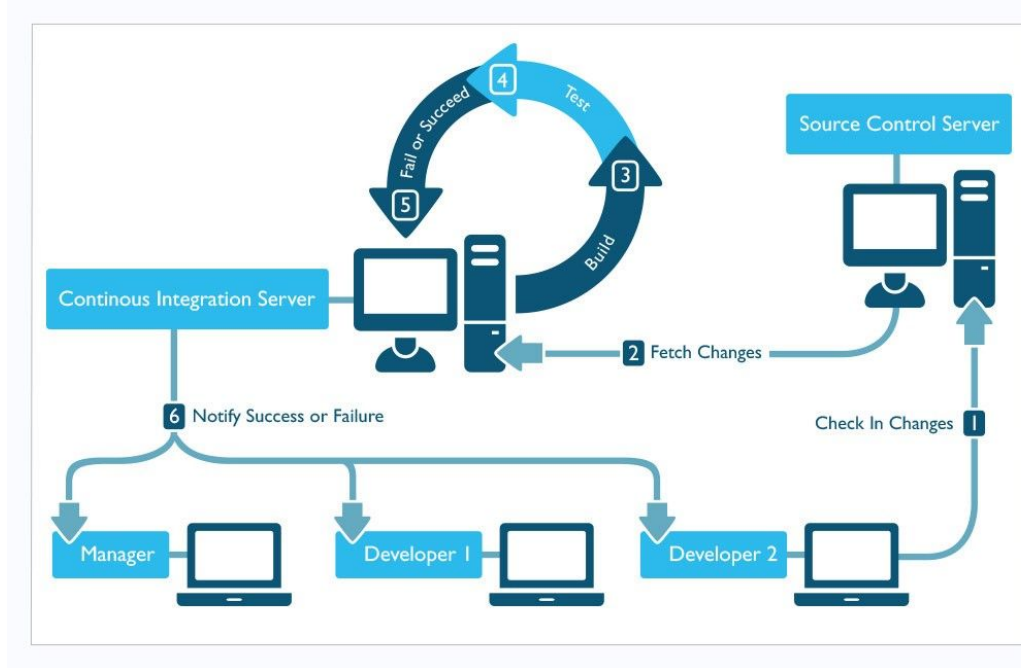 4
Test
Fail or Succeed
5
3
Build
Source Control Server
Continous Integration Server
2 Fetch Changes
6 Notify Success or Failure
Check In Changes 1
Manager
Developer 1
Developer 2